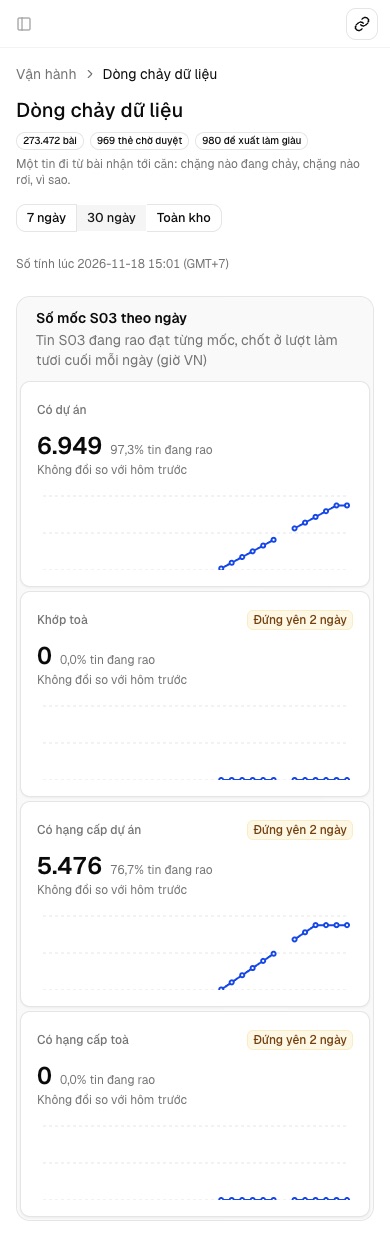 Vận hành > Dòng chảy dữ liệu
Dòng chảy dữ liệu
273.472 bài 969 thẻ chờ duyệt 980 đề xuất làm giàu
Một tin đi từ bài nhận tới căn: chặng nào đang chảy, chặng nào
rơi, vì sao.
7 ngày 30 ngày Toàn kho
Số tính lúc 2026-11-18 15:01 (GMT+7)
Số mốc S03 theo ngày
Tin S03 đang rao đạt từng mốc, chốt ở lượt làm
tươi cuối mỗi ngày (giờ VN)
Có dự án
6.949 97,3% tin đang rao
Không đổi so với hôm trước
Khớp toà Đứng yên 2 ngày
0 0,0% tin đang rao
Không đổi so với hôm trước
Có hạng cấp dự án Đứng yên 2 ngày
5.476 76,7% tin đang rao
Không đổi so với hôm trước
Có hạng cấp toà Đứng yên 2 ngày
0 0,0% tin đang rao
Không đổi so với hôm trước